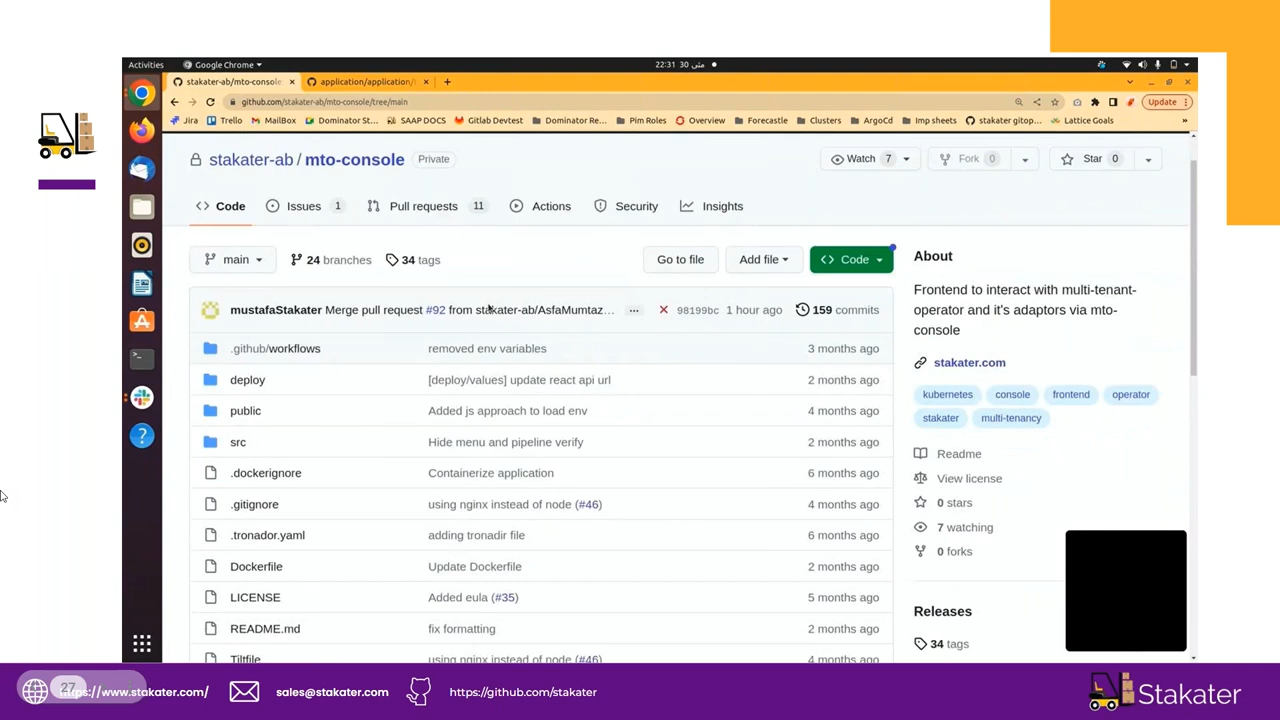 Activities Google Chrome 22:31 30 مئی
stakater-ab/mto-console application/application/
github.com/stakater-ab/mto-console/tree/main Update
Jira Trello MailBox Dominator St... SAAP DOCS Gitlab Devtest Dominator Re... Pim Roles Overview Forecastle Clusters ArgoCd Imp sheets stakater gitop... Lattice Goals »
stakater-ab / mto-console Private Watch 7 Fork 0 Star 0
Code Issues 1 Pull requests 11 Actions Security Insights
main 24 branches 34 tags Go to file Add file Code
mustafaStakater Merge pull request #92 from stakater-ab/AsfaMumtaz... ... 98199bc 1 hour ago 159 commits
.github/workflows removed env variables 3 months ago
deploy [deploy/values] update react api url 2 months ago
public Added js approach to load env 4 months ago
src Hide menu and pipeline verify 2 months ago
.dockerignore Containerize application 6 months ago
.gitignore using nginx instead of node (#46) 4 months ago
.tronador.yaml adding tronadir file 6 months ago
Dockerfile Update Dockerfile 2 months ago
LICENSE Added eula (#35) 5 months ago
README.md fix formatting 2 months ago
Tiltfile using nginx instead of node (#46) 4 months ago
About
Frontend to interact with multi-tenant-
operator and it's adaptors via mto-
console
stakater.com
kubernetes console frontend operator
stakater multi-tenancy
Readme
View license
0 stars
7 watching
0 forks
Releases
34 tags
27
https://www.stakater.com/ sales@stakater.com https://github.com/stakater Stakater